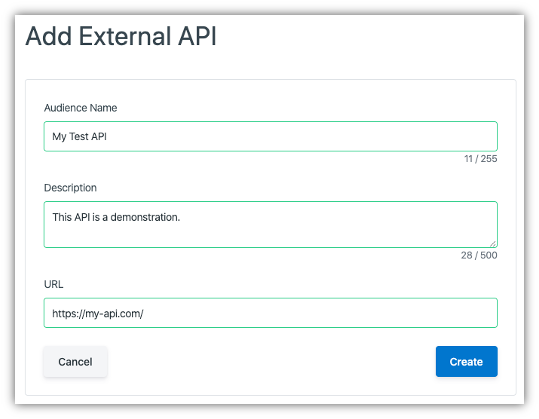 Add External API
Audience Name
My Test API
11 / 255
Description
This API is a demonstration.
28 / 500
URL
https://my-api.com/
Cancel
Create